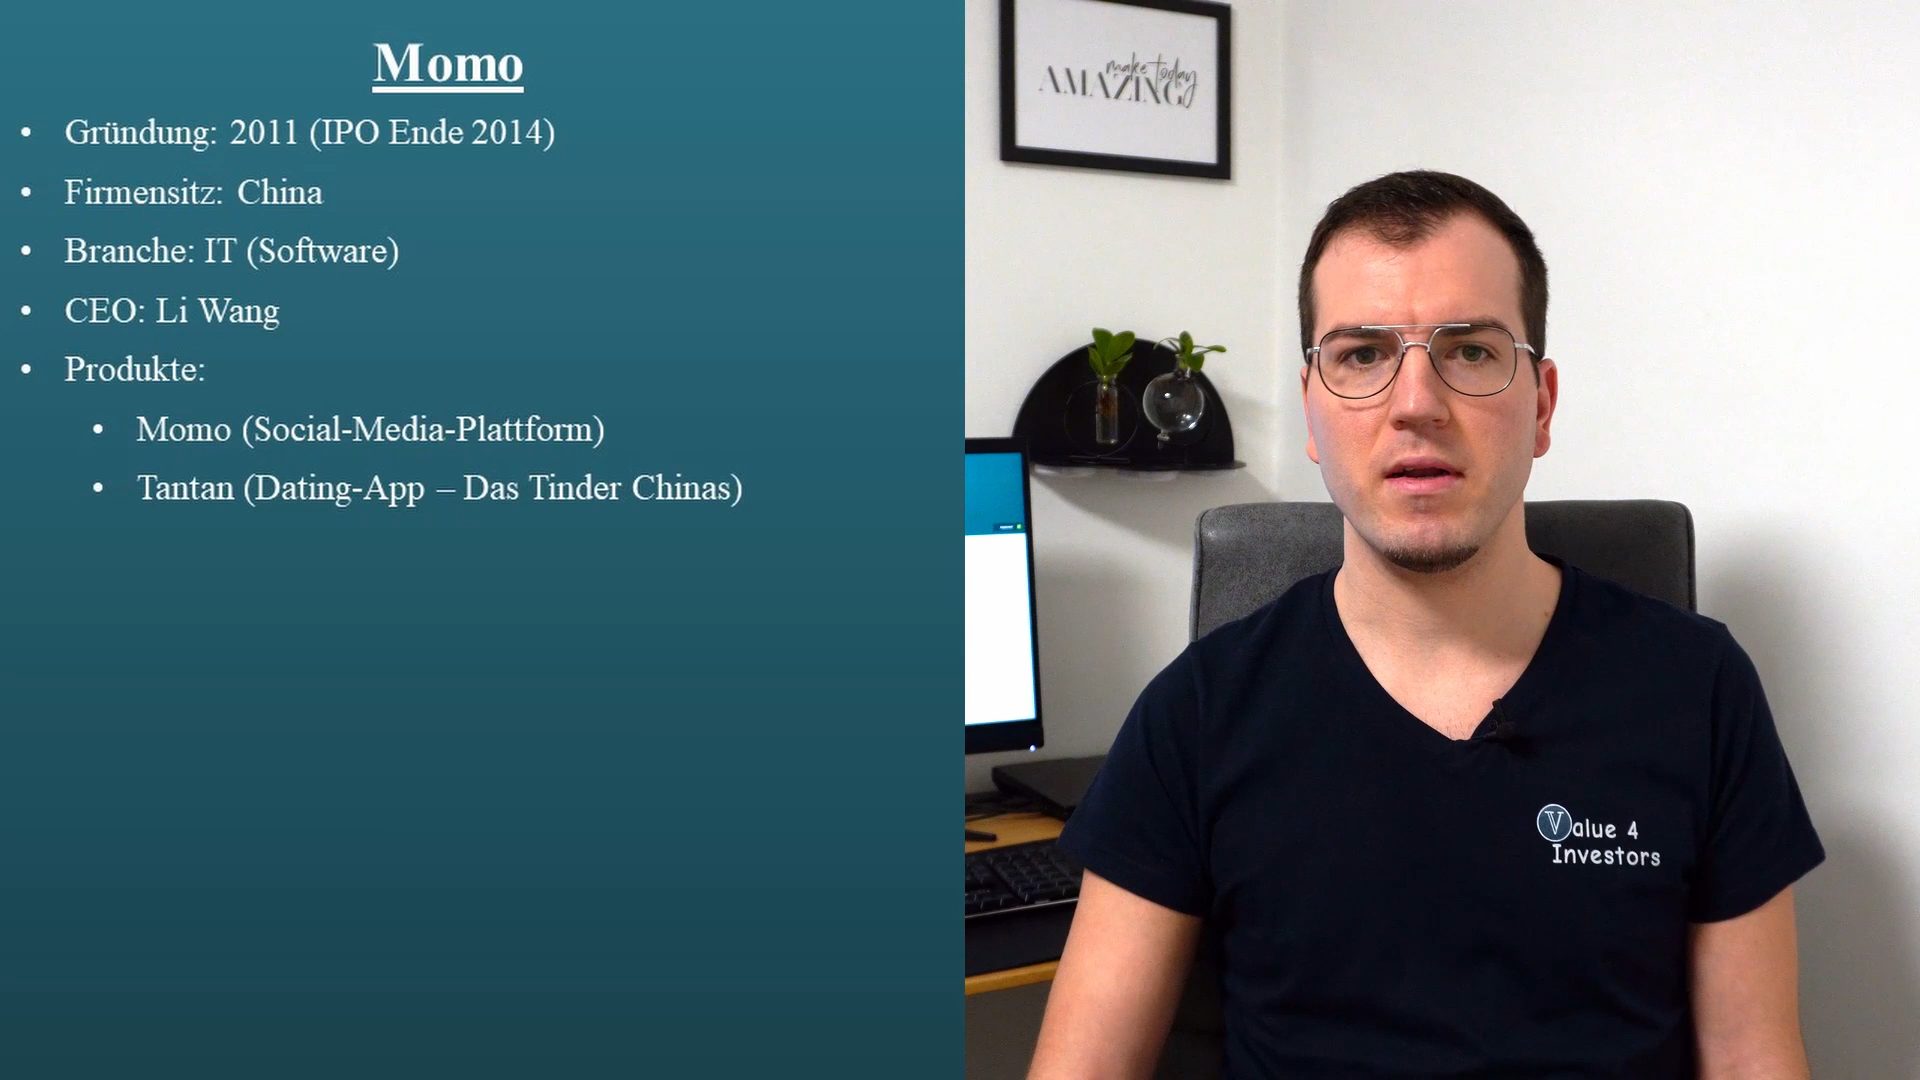 Momo
• Gründung: 2011 (IPO Ende 2014)
• Firmensitz: China
• Branche: IT (Software)
• CEO: Li Wang
• Produkte:
• Momo (Social-Media-Plattform)
• Tantan (Dating-App – Das Tinder Chinas)
make today
AMAZING
Value 4
Investors